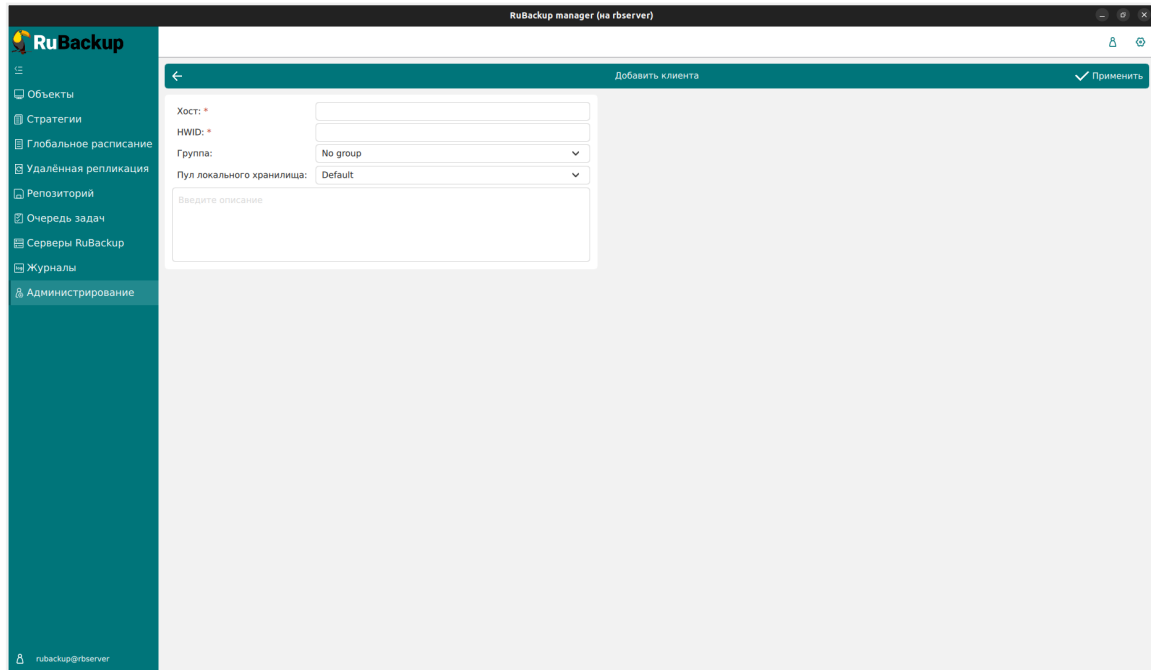 RuBackup manager (на rbserver)
RuBackup
Объекты
Стратегии
Глобальное расписание
Удалённая репликация
Репозиторий
Очередь задач
Серверы RuBackup
Журналы
Администрирование
rubackup@rbserver
Добавить клиента
Применить
Хост: *
HWID: *
Группа: No group
Пул локального хранилища: Default
Введите описание